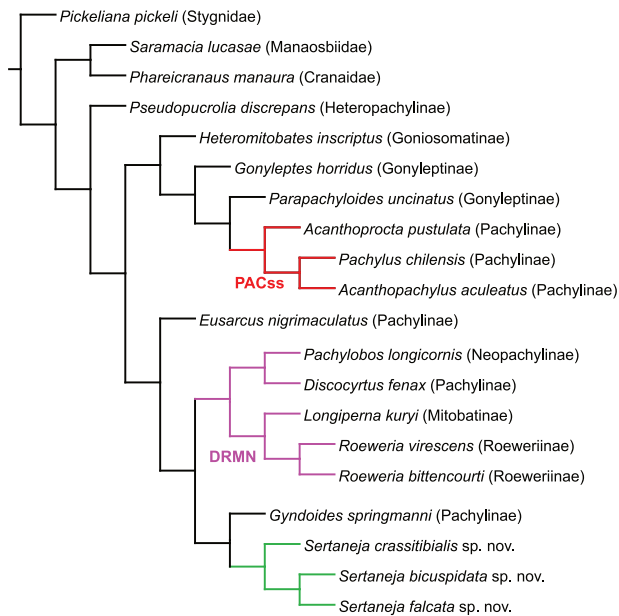 Pickeliana pickeli (Stygnidae)
Saramacia lucasae (Manaosbiidae)
Phareicranaus manaura (Cranaidae)
Pseudopucrolia discrepans (Heteropachylinae)
Heteromitobates inscriptus (Goniosomatinae)
Gonyleptes horridus (Gonyleptinae)
Parapachyloides uncinatus (Gonyleptinae)
Acanthoprocta pustulata (Pachylinae)
Pachylus chilensis (Pachylinae)
PACss
Acanthopachylus aculeatus (Pachylinae)
Eusarcus nigrimaculatus (Pachylinae)
Pachylobos longicornis (Neopachylinae)
Discocyrtus fenax (Pachylinae)
Longiperna kuryi (Mitobatinae)
Roeweria virescens (Roeweriinae)
DRMN
Roeweria bittencourti (Roeweriinae)
Gyndoides springmanni (Pachylinae)
Sertaneja crassitibialis sp. nov.
Sertaneja bicuspidata sp. nov.
Sertaneja falcata sp. nov.